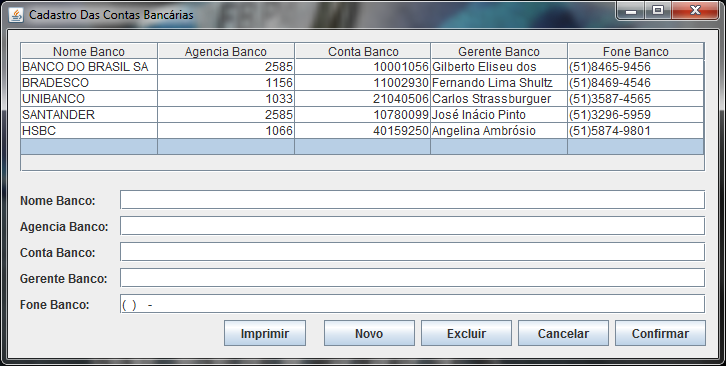 Cadastro Das Contas Bancárias
Nome Banco Agencia Banco Conta Banco Gerente Banco Fone Banco
BANCO DO BRASIL SA 2585 10001056 Gilberto Eliseu dos (51)8465-9456
BRADESCO 1156 11002930 Fernando Lima Shultz (51)8469-4546
UNIBANCO 1033 21040506 Carlos Strassburguer (51)3587-4565
SANTANDER 2585 10780099 José Inácio Pinto (51)3296-5959
HSBC 1066 40159250 Angelina Ambrósio (51)5874-9801
Nome Banco:
Agencia Banco:
Conta Banco:
Gerente Banco:
Fone Banco: ( ) -
Imprimir Novo Excluir Cancelar Confirmar